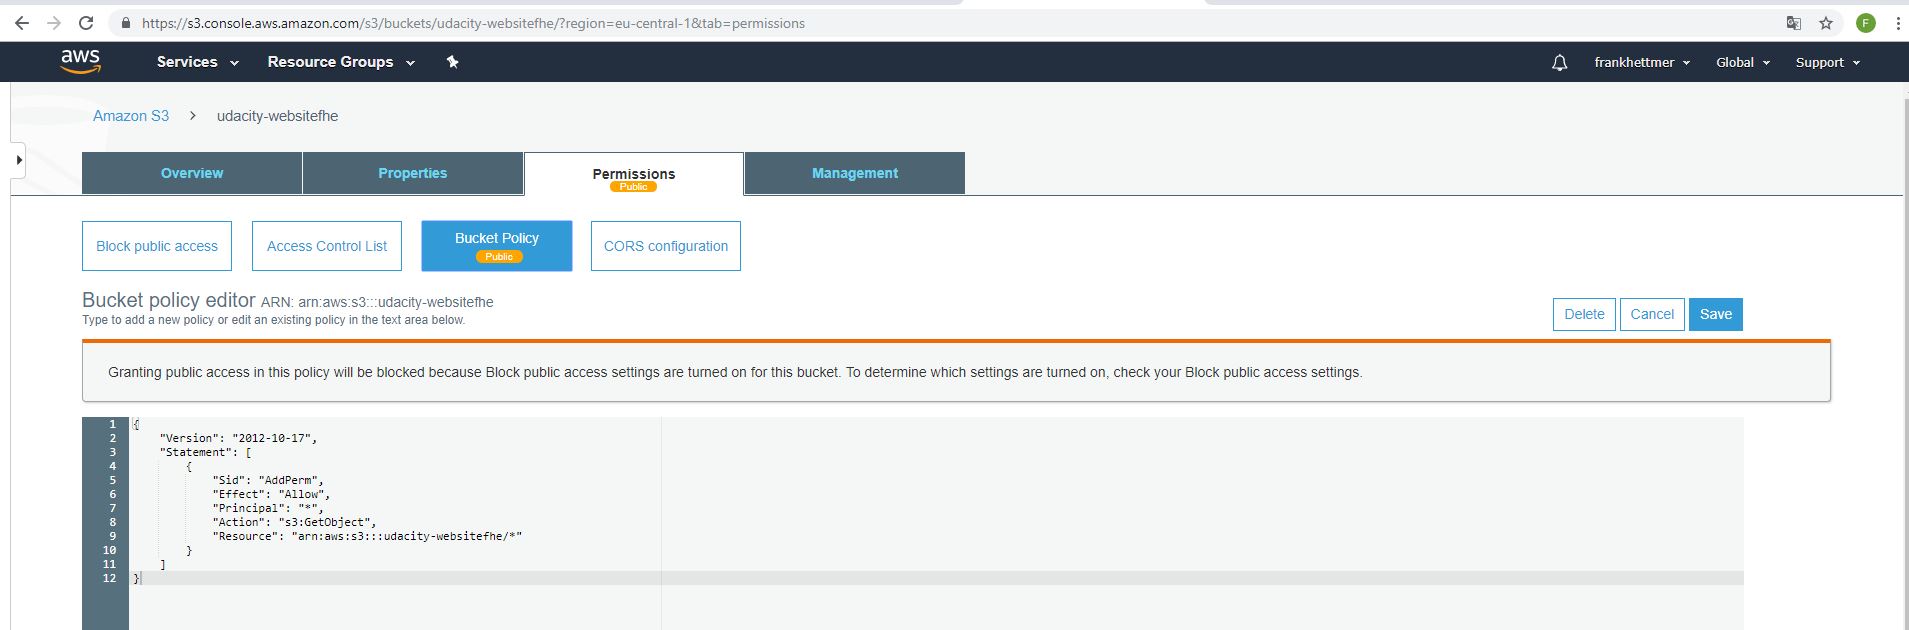 https://s3.console.aws.amazon.com/s3/buckets/udacity-websitefhe/?region=eu-central-1&tab=permissions
F
aws Services Resource Groups frankhettmer Global Support
Amazon S3 > udacity-websitefhe
Overview Properties Permissions Management
Public
Block public access Access Control List Bucket Policy CORS configuration
Public
Bucket policy editor ARN: arn:aws:s3:::udacity-websitefhe
Type to add a new policy or edit an existing policy in the text area below.
Delete Cancel Save
Granting public access in this policy will be blocked because Block public access settings are turned on for this bucket. To determine which settings are turned on, check your Block public access settings.
1 {
2 "Version": "2012-10-17",
3 "Statement": [
4 {
5 "Sid": "AddPerm",
6 "Effect": "Allow",
7 "Principal": "*",
8 "Action": "s3:GetObject",
9 "Resource": "arn:aws:s3:::udacity-websitefhe/*"
10 }
11 ]
12 }